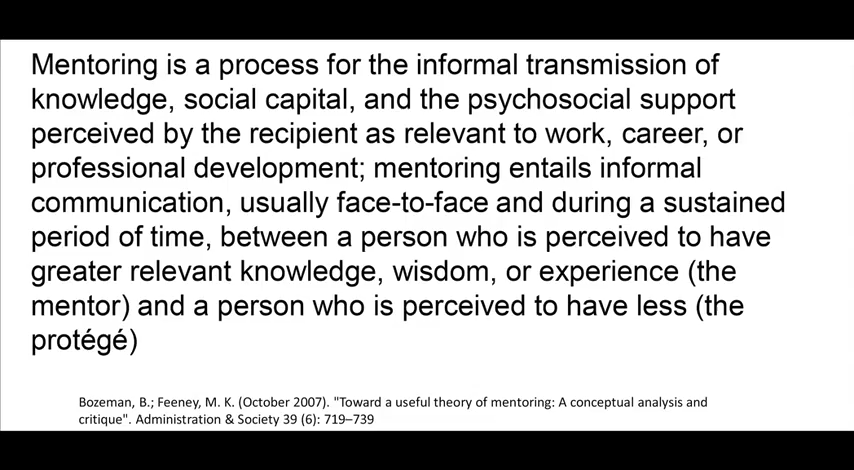 Mentoring is a process for the informal transmission of
knowledge, social capital, and the psychosocial support
perceived by the recipient as relevant to work, career, or
professional development; mentoring entails informal
communication, usually face-to-face and during a sustained
period of time, between a person who is perceived to have
greater relevant knowledge, wisdom, or experience (the
mentor) and a person who is perceived to have less (the
protégé)
Bozeman, B.; Feeney, M. K. (October 2007). "Toward a useful theory of mentoring: A conceptual analysis and
critique". Administration & Society 39 (6): 719–739